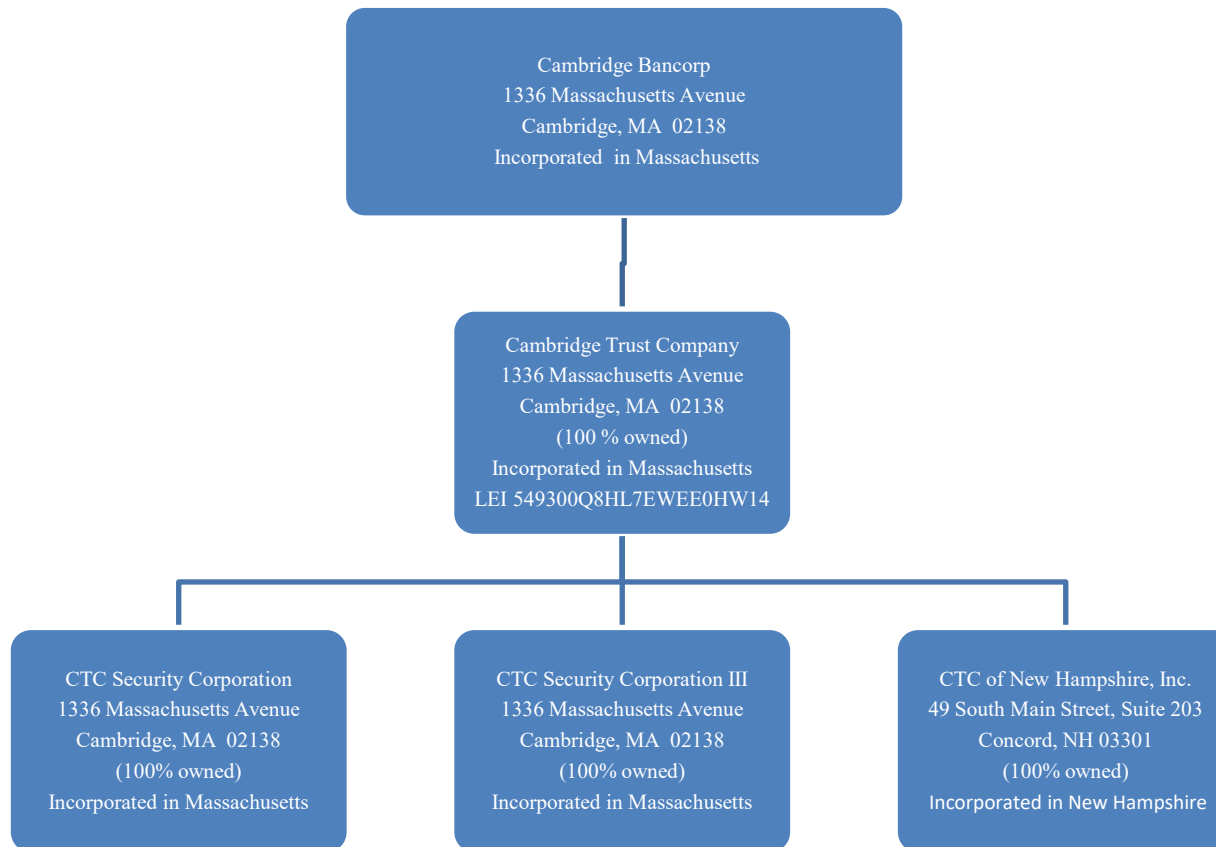 Cambridge Bancorp
1336 Massachusetts Avenue
Cambridge, MA  02138
Incorporated  in Massachusetts
Cambridge Trust Company
1336 Massachusetts Avenue
Cambridge, MA  02138
(100 % owned)
Incorporated in Massachusetts
LEI 549300Q8HL7EWEE0HW14
CTC Security Corporation
1336 Massachusetts Avenue
Cambridge, MA  02138
(100% owned)
Incorporated in Massachusetts
CTC Security Corporation III
1336 Massachusetts Avenue
Cambridge, MA  02138
(100% owned)
Incorporated in Massachusetts
CTC of New Hampshire, Inc.
49 South Main Street, Suite 203
Concord, NH 03301
(100% owned)
Incorporated in New Hampshire